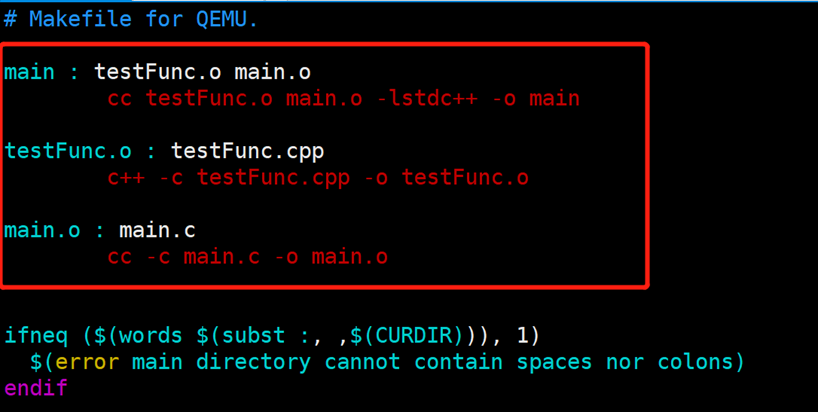 # Makefile for QEMU.
main : testFunc.o main.o
cc testFunc.o main.o -lstdc++ -o main
testFunc.o : testFunc.cpp
c++ -c testFunc.cpp -o testFunc.o
main.o : main.c
cc -c main.c -o main.o
ifneq ($(words $(subst :, ,$(CURDIR))), 1)
$(error main directory cannot contain spaces nor colons)
endif